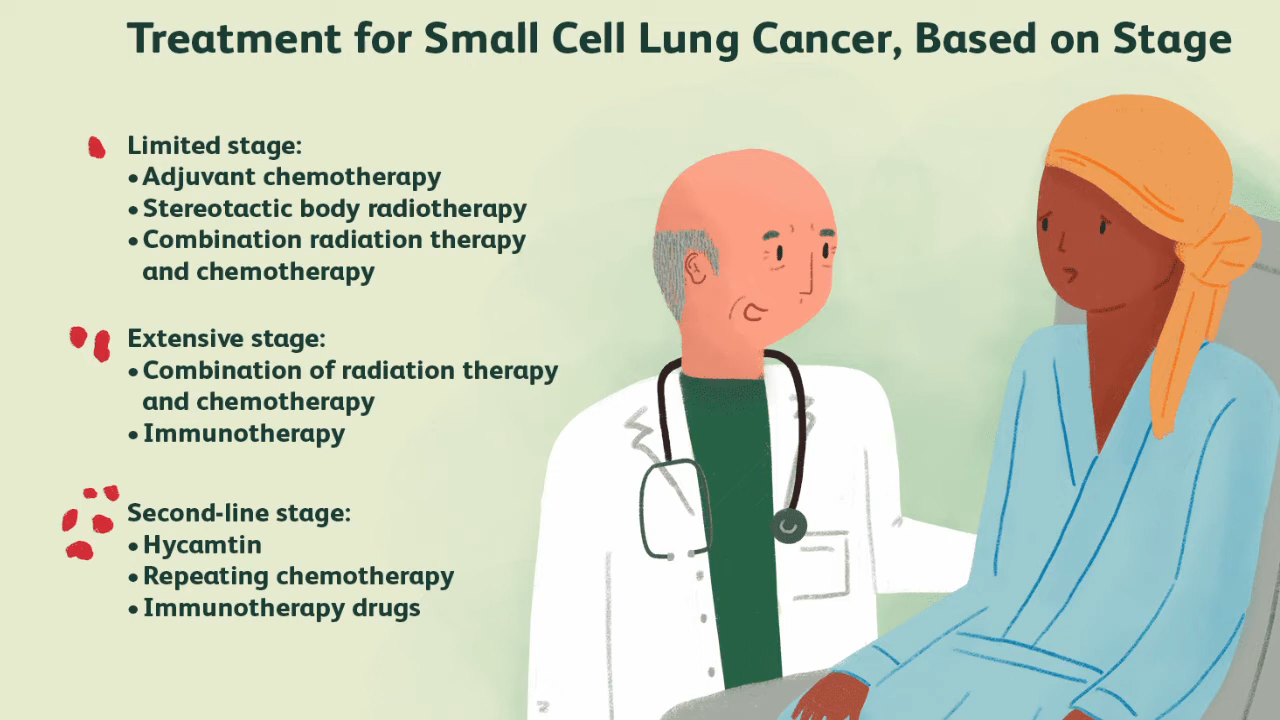 Treatment for Small Cell Lung Cancer, Based on Stage
Limited stage:
• Adjuvant chemotherapy
• Stereotactic body radiotherapy
• Combination radiation therapy
and chemotherapy
Extensive stage:
• Combination of radiation therapy
and chemotherapy
• Immunotherapy
Second-line stage:
• Hycamtin
• Repeating chemotherapy
• Immunotherapy drugs